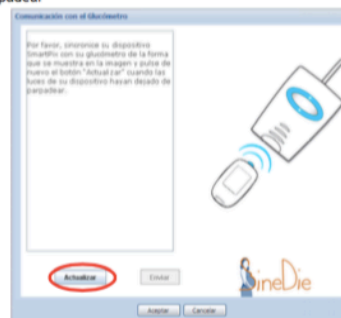 parpadear
Comunicación con el Glucómetro
Por favor, sincronice su dispositivo
SmartPix con su glucómetro de la forma
que se muestra en la imagen y pulse de
nuevo el botón "Actualizar" cuando las
luces de su dispositivo hayan dejado de
parpadear.
Actualizar
Enviar
SineDie
Aceptar
Cancelar